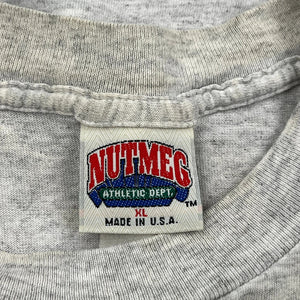 NUTMEG
ATHLETIC DEPT.
XL
MADE IN U.S.A.
TM